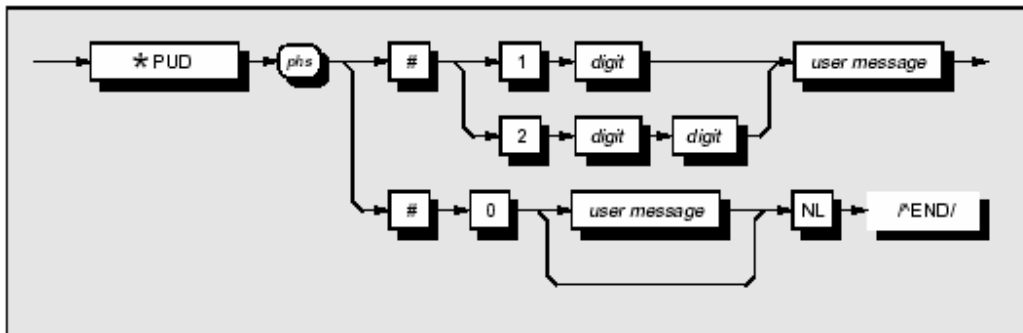 * PUD phs # 1 digit user message
2 digit digit
# 0 user message NL /^END/